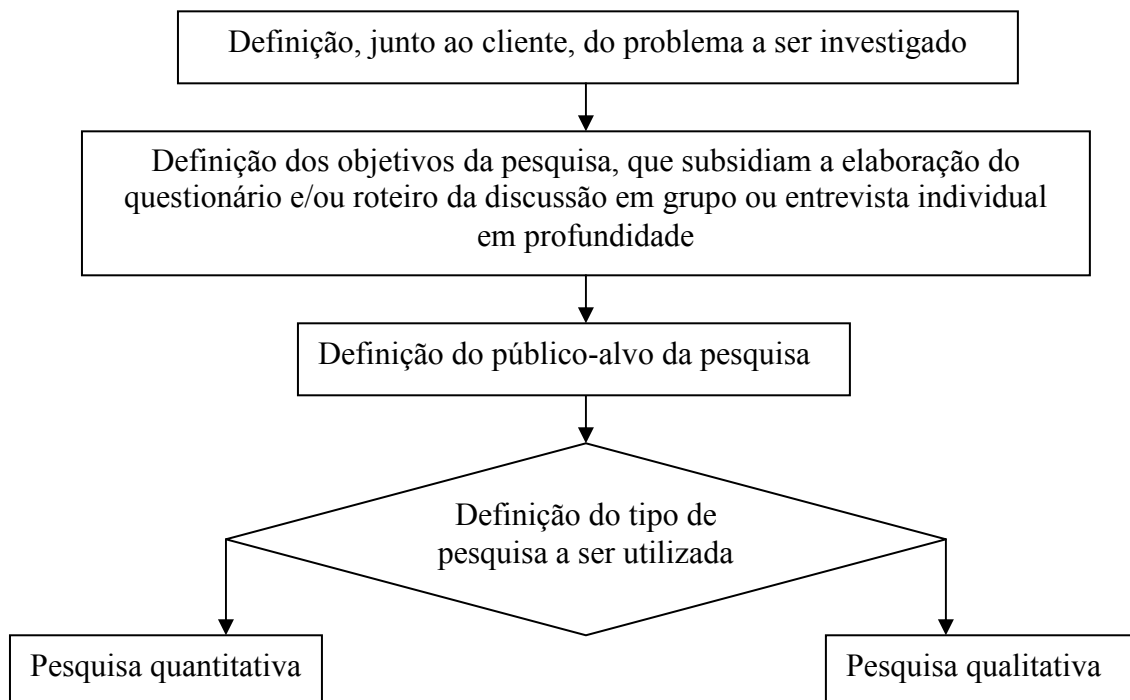 Definição, junto ao cliente, do problema a ser investigado
Definição dos objetivos da pesquisa, que subsidiam a elaboração do
questionário e/ou roteiro da discussão em grupo ou entrevista individual
em profundidade
Definição do público-alvo da pesquisa
Definição do tipo de
pesquisa a ser utilizada
Pesquisa quantitativa
Pesquisa qualitativa